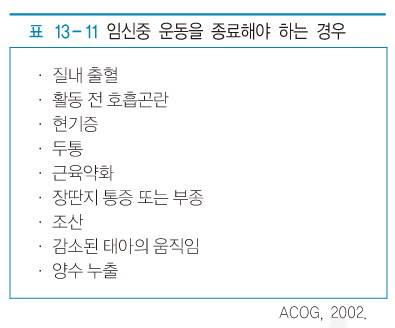 표 13-11 임신중 운동을 종료해야 하는 경우
· 질내 출혈
· 활동 전 호흡곤란
· 현기증
· 두통
· 근육약화
· 장딴지 통증 또는 부종
· 조산
· 감소된 태아의 움직임
· 양수 누출
ACOG, 2002.